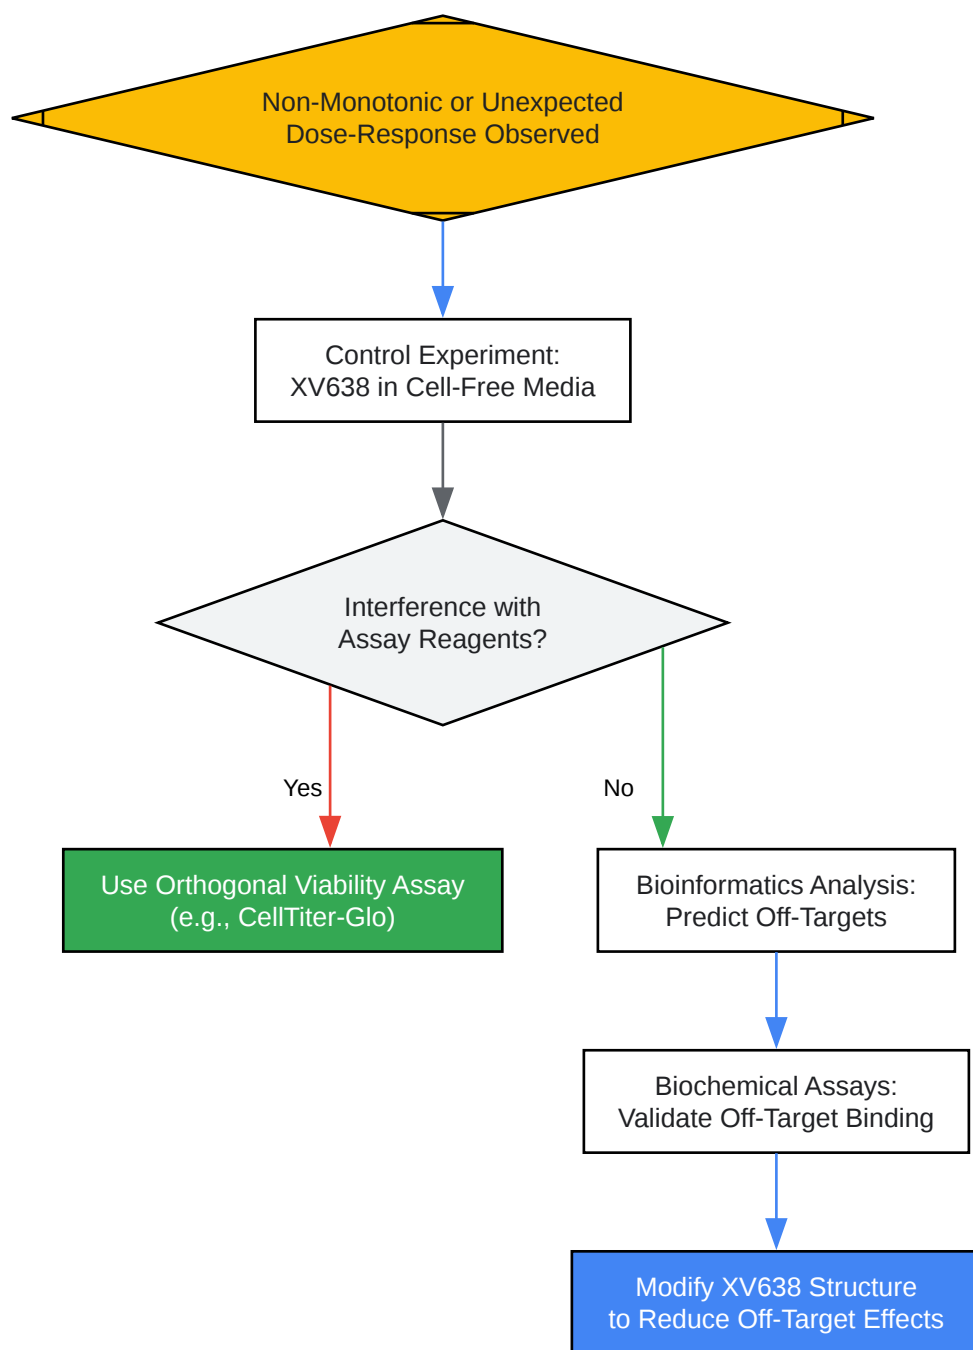 Non-Monotonic or Unexpected
Dose-Response Observed
Control Experiment:
XV638 in Cell-Free Media
Interference with
Assay Reagents?
Yes
No
Use Orthogonal Viability Assay
(e.g., CellTiter-Glo)
Bioinformatics Analysis:
Predict Off-Targets
Biochemical Assays:
Validate Off-Target Binding
Modify XV638 Structure
to Reduce Off-Target Effects